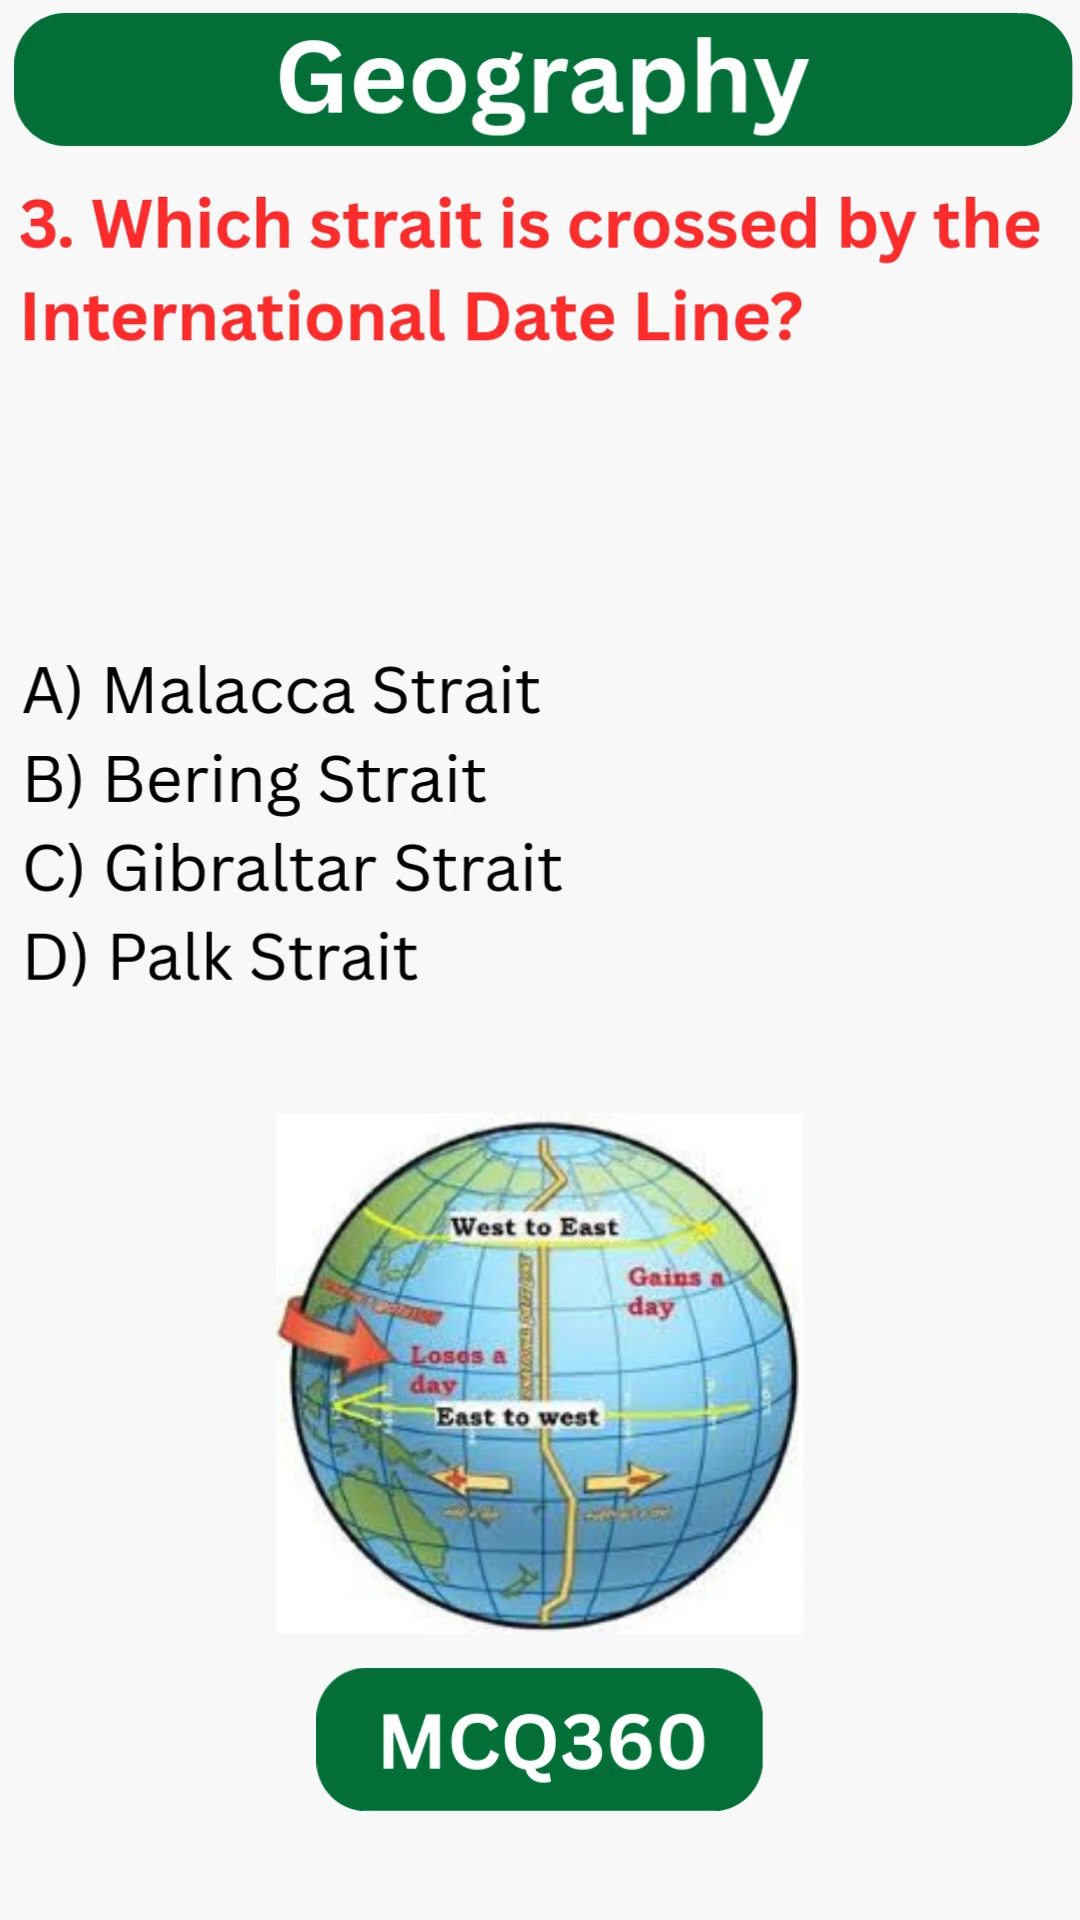 Geography
3. Which strait is crossed by the
International Date Line?
A) Malacca Strait
B) Bering Strait
C) Gibraltar Strait
D) Palk Strait
West to East
Gains a
day
Loses a
day
East to west
MCQ360